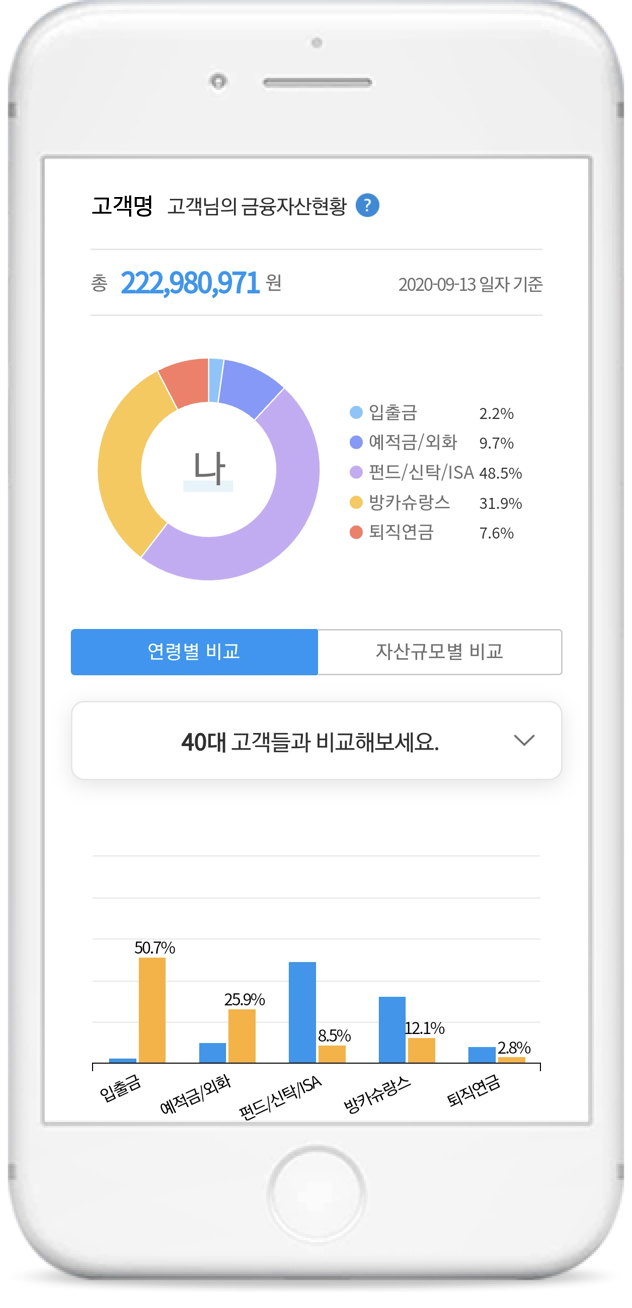 고객명 고객님의 금융자산현황 ?
총 222,980,971 원 2020-09-13 일자 기준
나
입출금 2.2%
예적금/외화 9.7%
펀드/신탁/ISA 48.5%
방카슈랑스 31.9%
퇴직연금 7.6%
연령별 비교 자산규모별 비교
40대 고객들과 비교해보세요.
50.7% 25.9% 8.5% 12.1% 2.8%
입출금 예적금/외화 펀드/신탁/ISA 방카슈랑스 퇴직연금